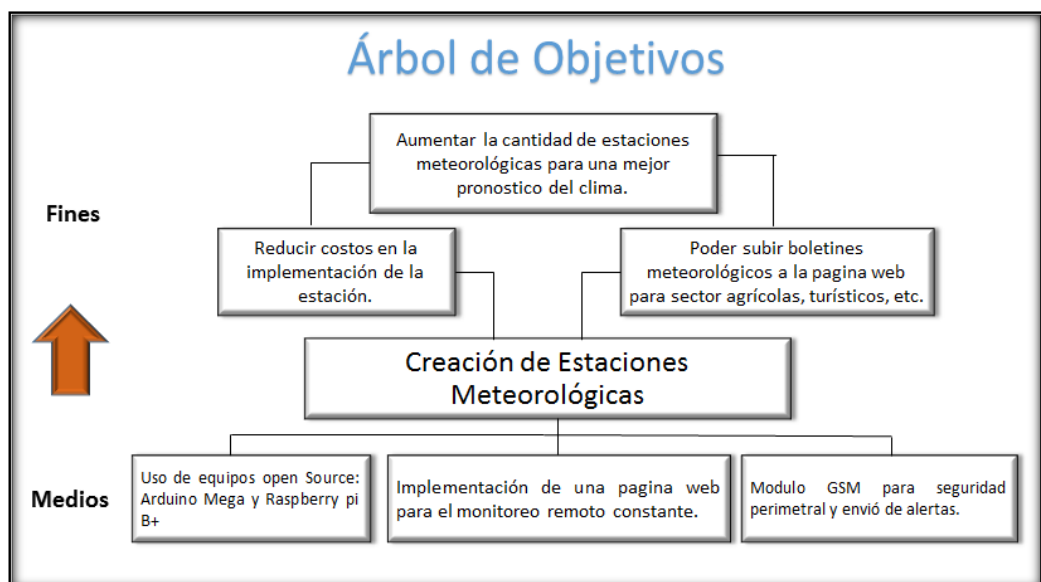 Árbol de Objetivos
Aumentar la cantidad de estaciones
meteorológicas para una mejor
pronostico del clima.
Fines
Reducir costos en la
implementación de la
estación.
Poder subir boletines
meteorológicos a la pagina web
para sector agrícolas, turísticos, etc.
Creación de Estaciones
Meteorológicas
Medios
Uso de equipos open Source:
Arduino Mega y Raspberry pi
B+
Implementación de una pagina web
para el monitoreo remoto constante.
Modulo GSM para seguridad
perimetral y envió de alertas.